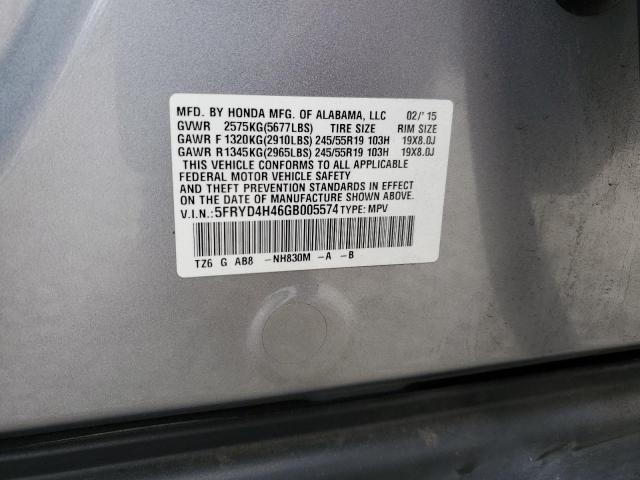 MFD. BY HONDA MFG. OF ALABAMA, LLC 02/'15
GVWR 2575KG(5677LBS) TIRE SIZE RIM SIZE
GAWR F 1320KG(2910LBS) 245/55R19 103H 19X8.0J
GAWR R1345KG(2965LBS) 245/55R19 103H 19X8.0J
THIS VEHICLE CONFORMS TO ALL APPLICABLE
FEDERAL MOTOR VEHICLE SAFETY
AND THEFT PREVENTION STANDARDS IN EFFECT
ON THE DATE OF MANUFACTURE SHOWN ABOVE.
V.I.N.: 5FRYD4H46GB005574 TYPE: MPV
TZ6 G AB8 -NH830M -A -B